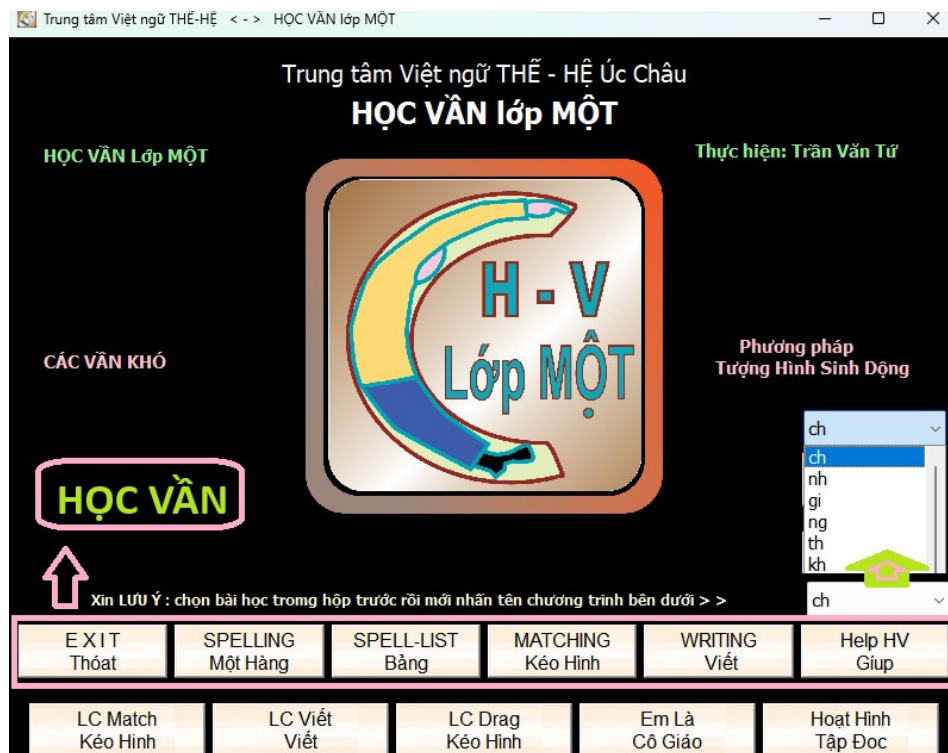 Trung tâm Việt ngữ THẾ-HỆ < - > HỌC VẦN lớp MỘT
Trung tâm Việt ngữ THẾ - HỆ Úc Châu
HỌC VẦN lớp MỘT
HỌC VẦN Lớp MỘT
Thực hiện: Trần Văn Tứ
H - V
Lớp MỘT
CÁC VẦN KHÓ
Phương pháp
Tượng Hình Sinh Dộng
ch
ch
nh
gi
ng
th
kh
HỌC VẦN
Xin LƯU Ý : chọn bài học tromg hộp trước rồi mới nhấn tên chương trinh bên dưới > >
ch
E X I T
Thóat
SPELLING
Một Hàng
SPELL-LIST
Bảng
MATCHING
Kéo Hình
WRITING
Viết
Help HV
Gíup
LC Match
Kéo Hinh
LC Viết
Viết
LC Drag
Kéo Hình
Em Là
Cô Giáo
Hoạt Hình
Tập Đọc